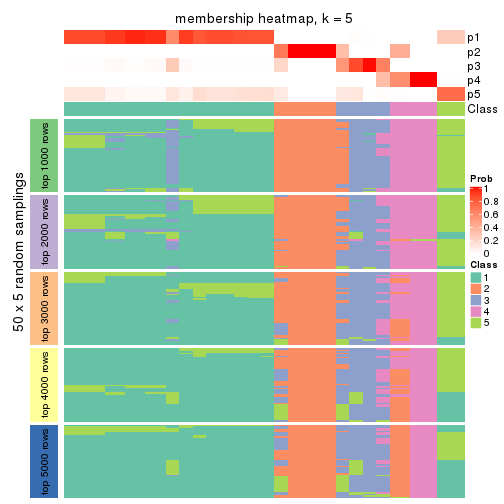 membership heatmap, k = 5
p1
p2
p3
p4
p5
Class
50 x 5 random samplings
top 1000 rows
top 2000 rows
top 3000 rows
top 4000 rows
top 5000 rows
Prob
1
0.8
0.6
0.4
0.2
0
Class
1
2
3
4
5